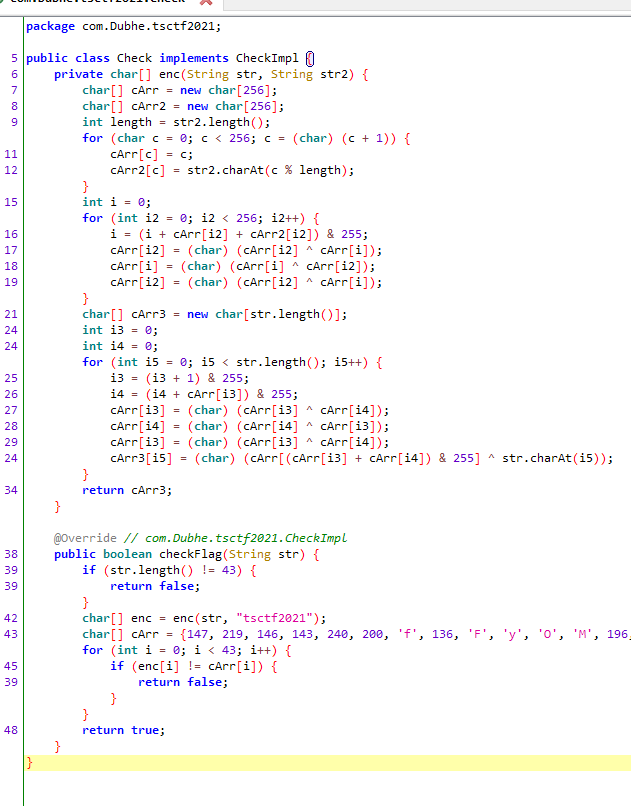 com.Dubhe.tsctf2021.Check
package com.Dubhe.tsctf2021;
5 public class Check implements CheckImpl {
6 private char[] enc(String str, String str2) {
7 char[] cArr = new char[256];
8 char[] cArr2 = new char[256];
9 int length = str2.length();
for (char c = 0; c < 256; c = (char) (c + 1)) {
11 cArr[c] = c;
12 cArr2[c] = str2.charAt(c % length);
}
15 int i = 0;
for (int i2 = 0; i2 < 256; i2++) {
16 i = (i + cArr[i2] + cArr2[i2]) & 255;
17 cArr[i2] = (char) (cArr[i2] ^ cArr[i]);
18 cArr[i] = (char) (cArr[i] ^ cArr[i2]);
19 cArr[i2] = (char) (cArr[i2] ^ cArr[i]);
}
21 char[] cArr3 = new char[str.length()];
24 int i3 = 0;
24 int i4 = 0;
for (int i5 = 0; i5 < str.length(); i5++) {
25 i3 = (i3 + 1) & 255;
26 i4 = (i4 + cArr[i3]) & 255;
27 cArr[i3] = (char) (cArr[i3] ^ cArr[i4]);
28 cArr[i4] = (char) (cArr[i4] ^ cArr[i3]);
29 cArr[i3] = (char) (cArr[i3] ^ cArr[i4]);
24 cArr3[i5] = (char) (cArr[(cArr[i3] + cArr[i4]) & 255] ^ str.charAt(i5));
}
34 return cArr3;
}
@Override // com.Dubhe.tsctf2021.CheckImpl
38 public boolean checkFlag(String str) {
39 if (str.length() != 43) {
39 return false;
}
42 char[] enc = enc(str, "tsctf2021");
43 char[] cArr = {147, 219, 146, 143, 240, 200, 'f', 136, 'F', 'y', 'O', 'M', 196,
for (int i = 0; i < 43; i++) {
45 if (enc[i] != cArr[i]) {
39 return false;
}
}
48 return true;
}
}